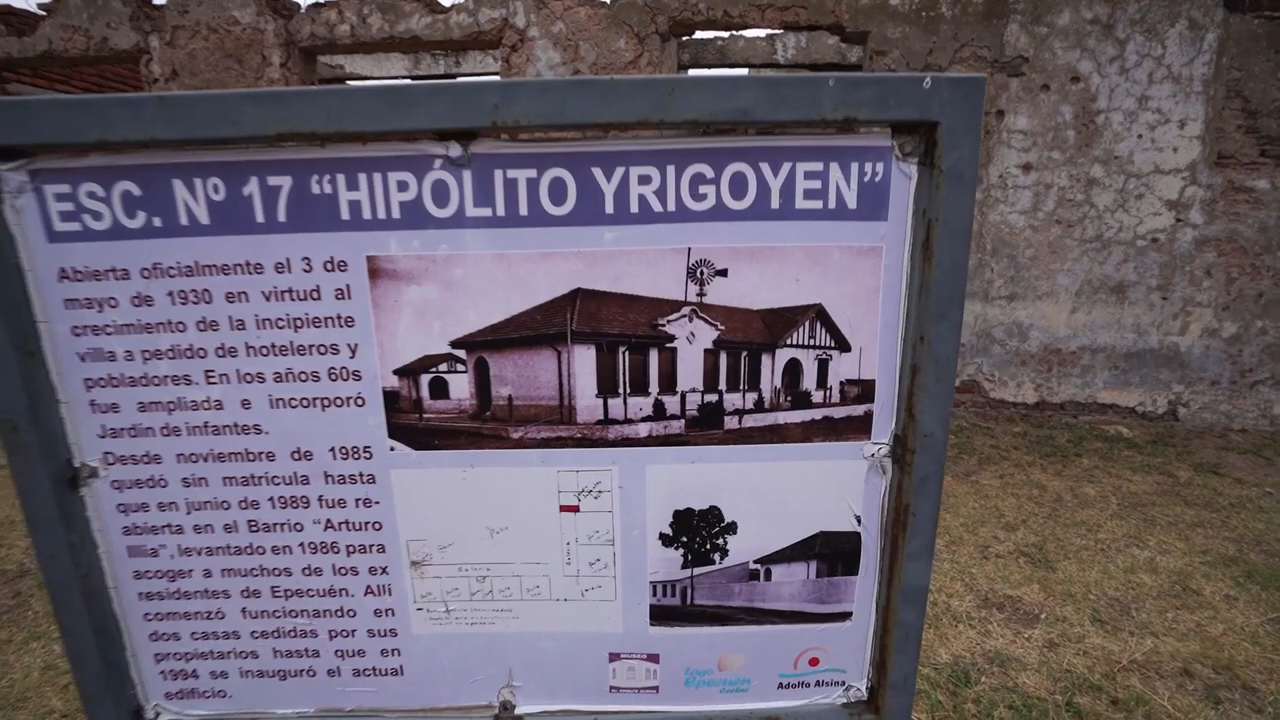 ESC. Nº 17 “HIPÓLITO YRIGOYEN”
Abierta oficialmente el 3 de
mayo de 1930 en virtud al
crecimiento de la incipiente
villa a pedido de hoteleros y
pobladores. En los años 60s
fue ampliada e incorporó
Jardín de infantes.
Desde noviembre de 1985
quedó sin matrícula hasta
que en junio de 1989 fue re-
abierta en el Barrio “Arturo
Illia”, levantado en 1986 para
acoger a muchos de los ex
residentes de Epecuén. Allí
comenzó funcionando en
dos casas cedidas por sus
propietarios hasta que en
1994 se inauguró el actual
edificio.
Patio
Galería
Galería
MUSEO
Lago
Epecuén
Adolfo Alsina